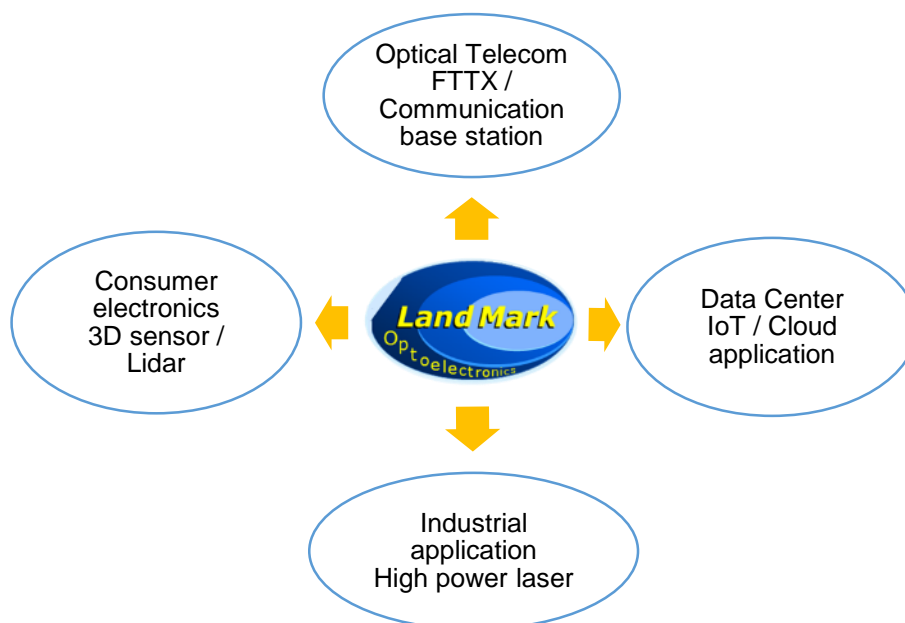 Optical Telecom
FTTX /
Communication
base station
Consumer
electronics
3D sensor /
Lidar
Land Mark
Optoelectronics
Data Center
IoT / Cloud
application
Industrial
application
High power laser